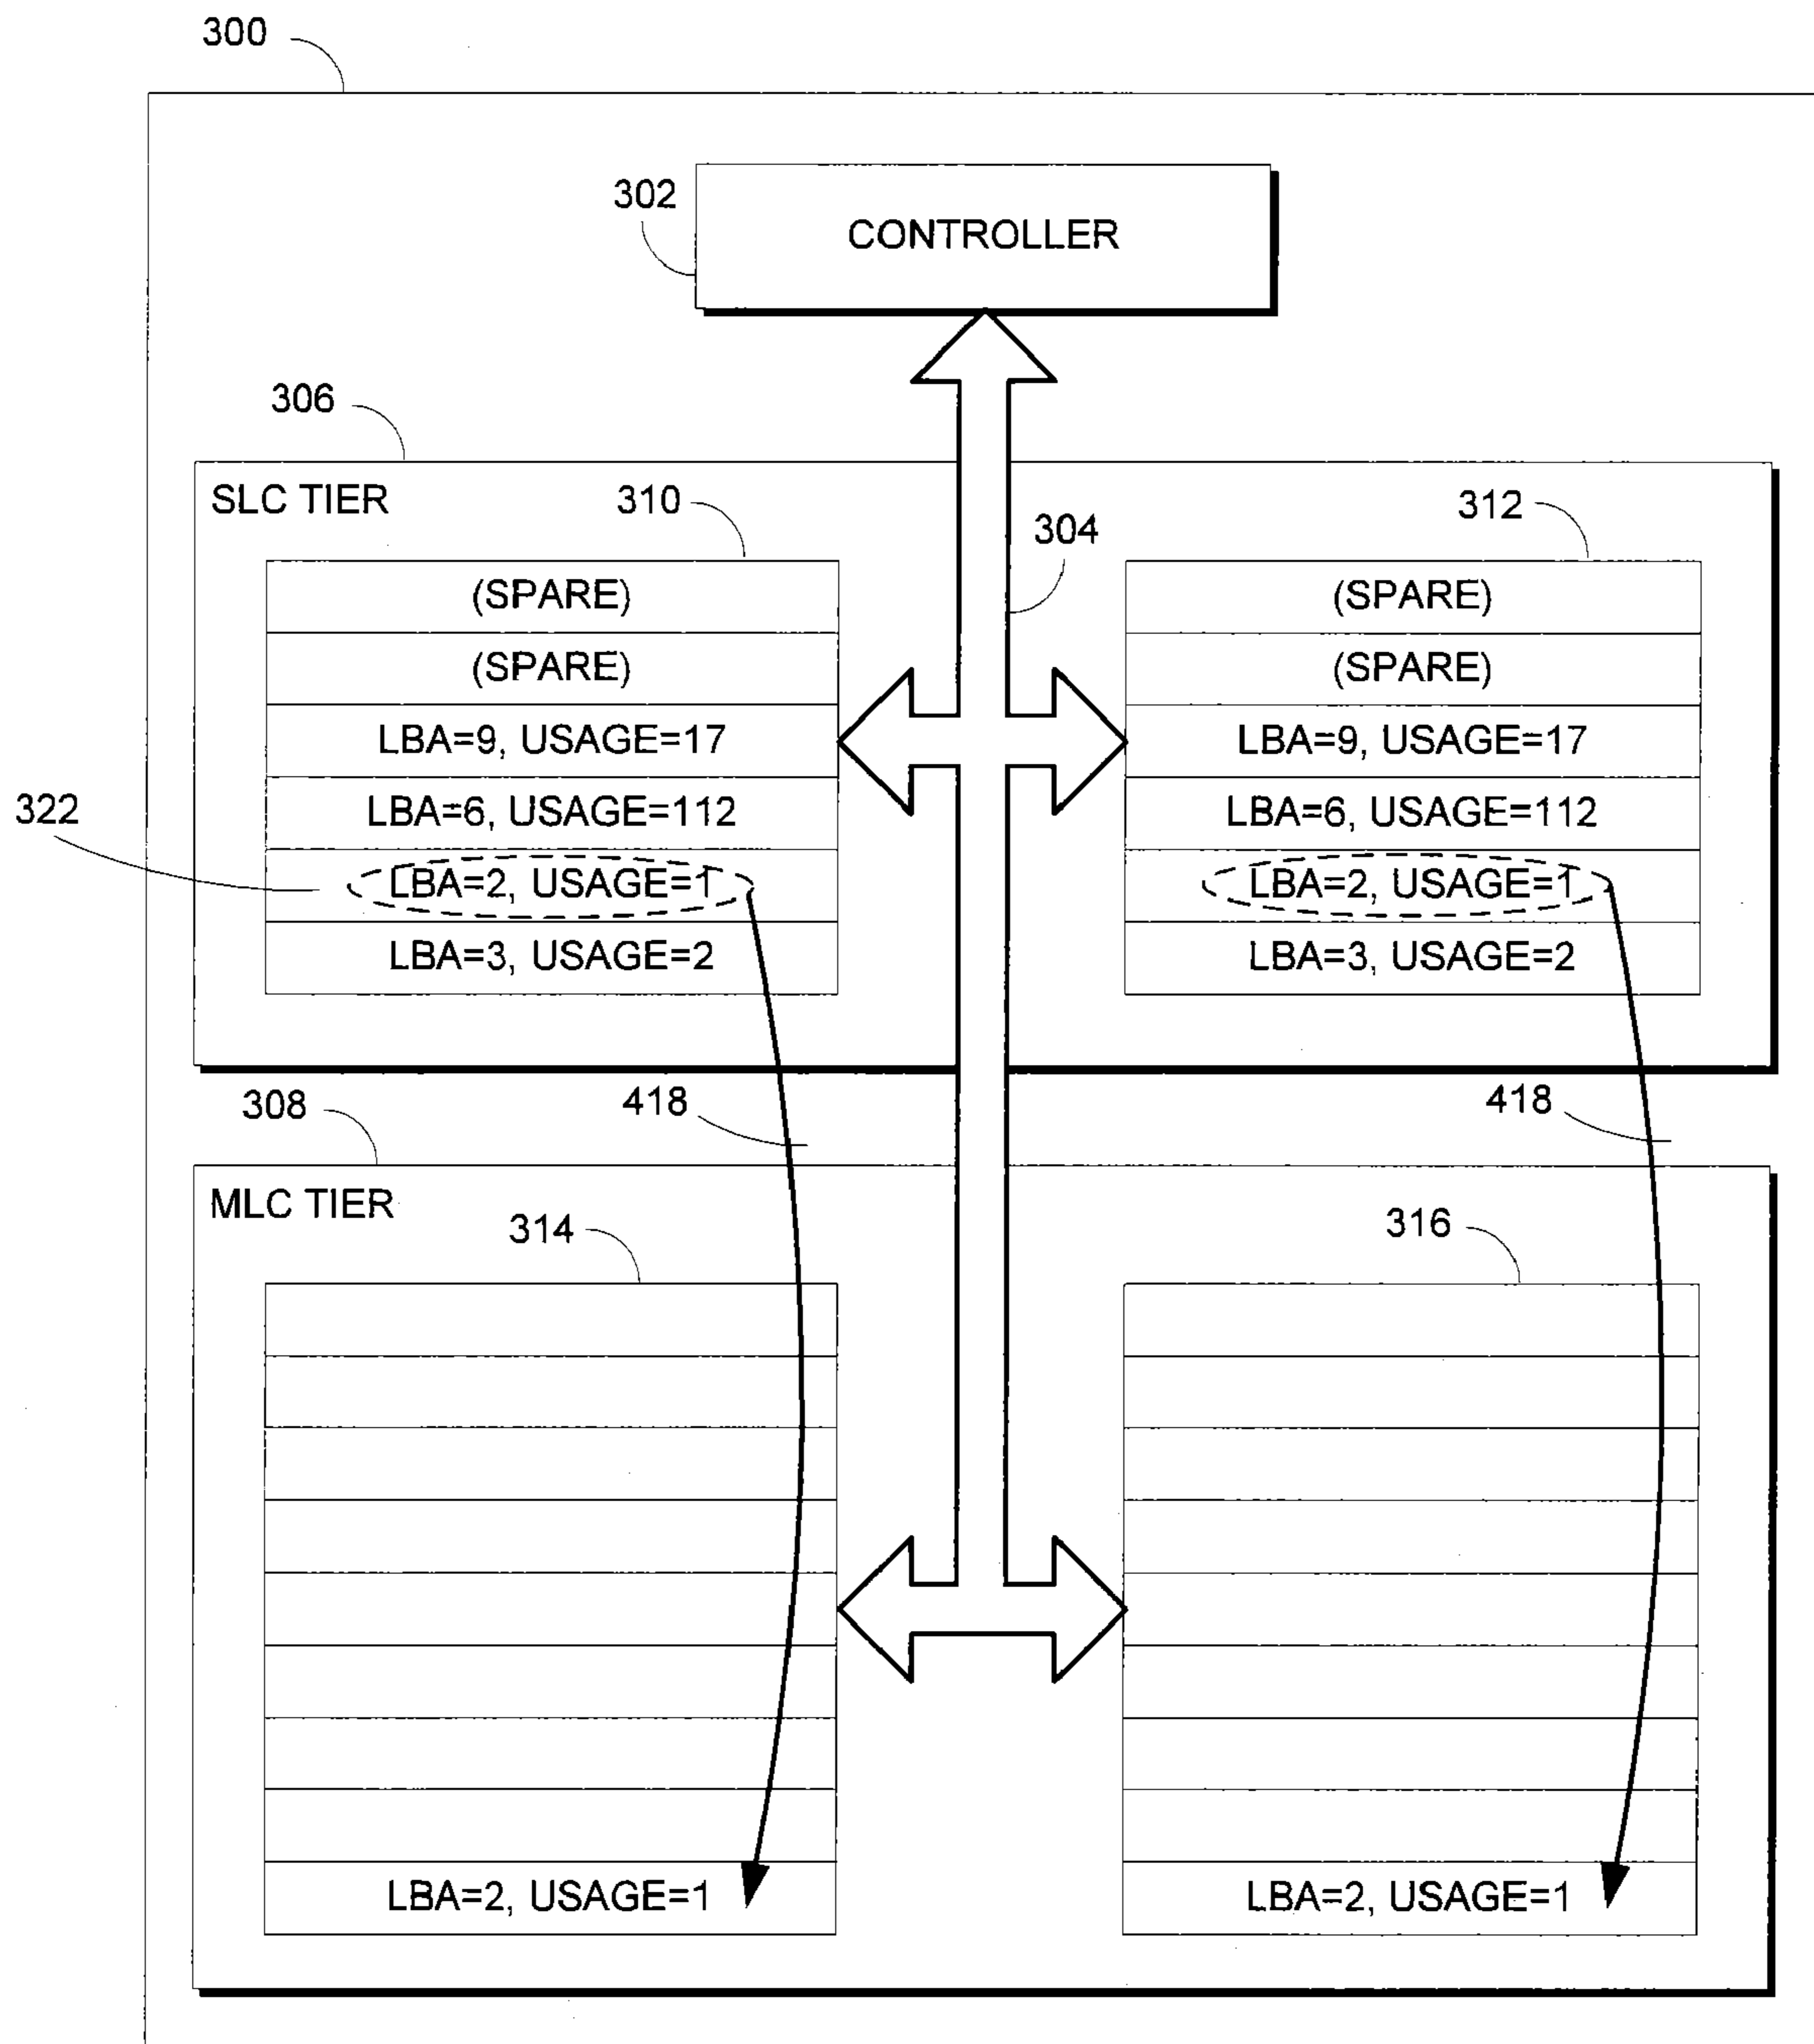 300
302
CONTROLLER
306
SLC TIER
310
312
304
(SPARE)
(SPARE)
(SPARE)
(SPARE)
LBA=9, USAGE=17
LBA=9, USAGE=17
322
LBA=6, USAGE=112
LBA=6, USAGE=112
LBA=2, USAGE=1
LBA=2, USAGE=1
LBA=3, USAGE=2
LBA=3, USAGE=2
308
418
418
MLC TIER
314
316
LBA=2, USAGE=1
LBA=2, USAGE=1